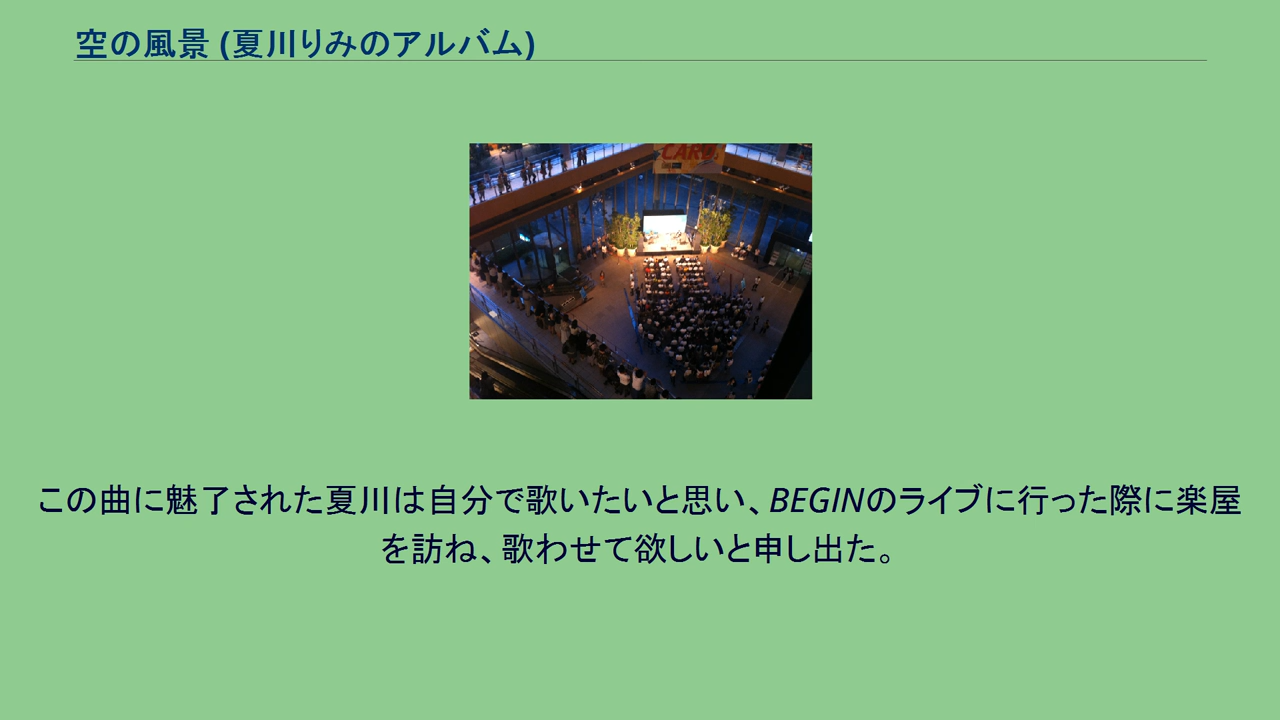 空の風景 (夏川りみのアルバム)
この曲に魅了された夏川は自分で歌いたいと思い、BEGINのライブに行った際に楽屋
を訪ね、歌わせて欲しいと申し出た。